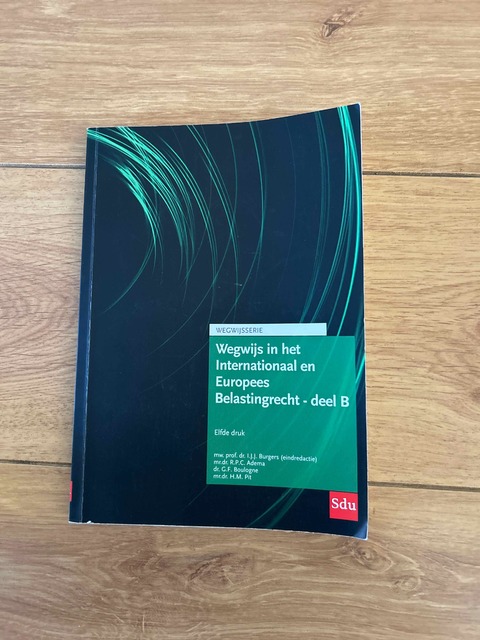 WEGWIJSSERIE
Wegwijs in het
Internationaal en
Europees
Belastingrecht - deel B
Elfde druk
mw. prof. dr. I.J.J. Burgers (eindredactie)
mr.dr. R.P.C. Adema
dr. G.F. Boulogne
mr.dr. H.M. Pit
Sdu